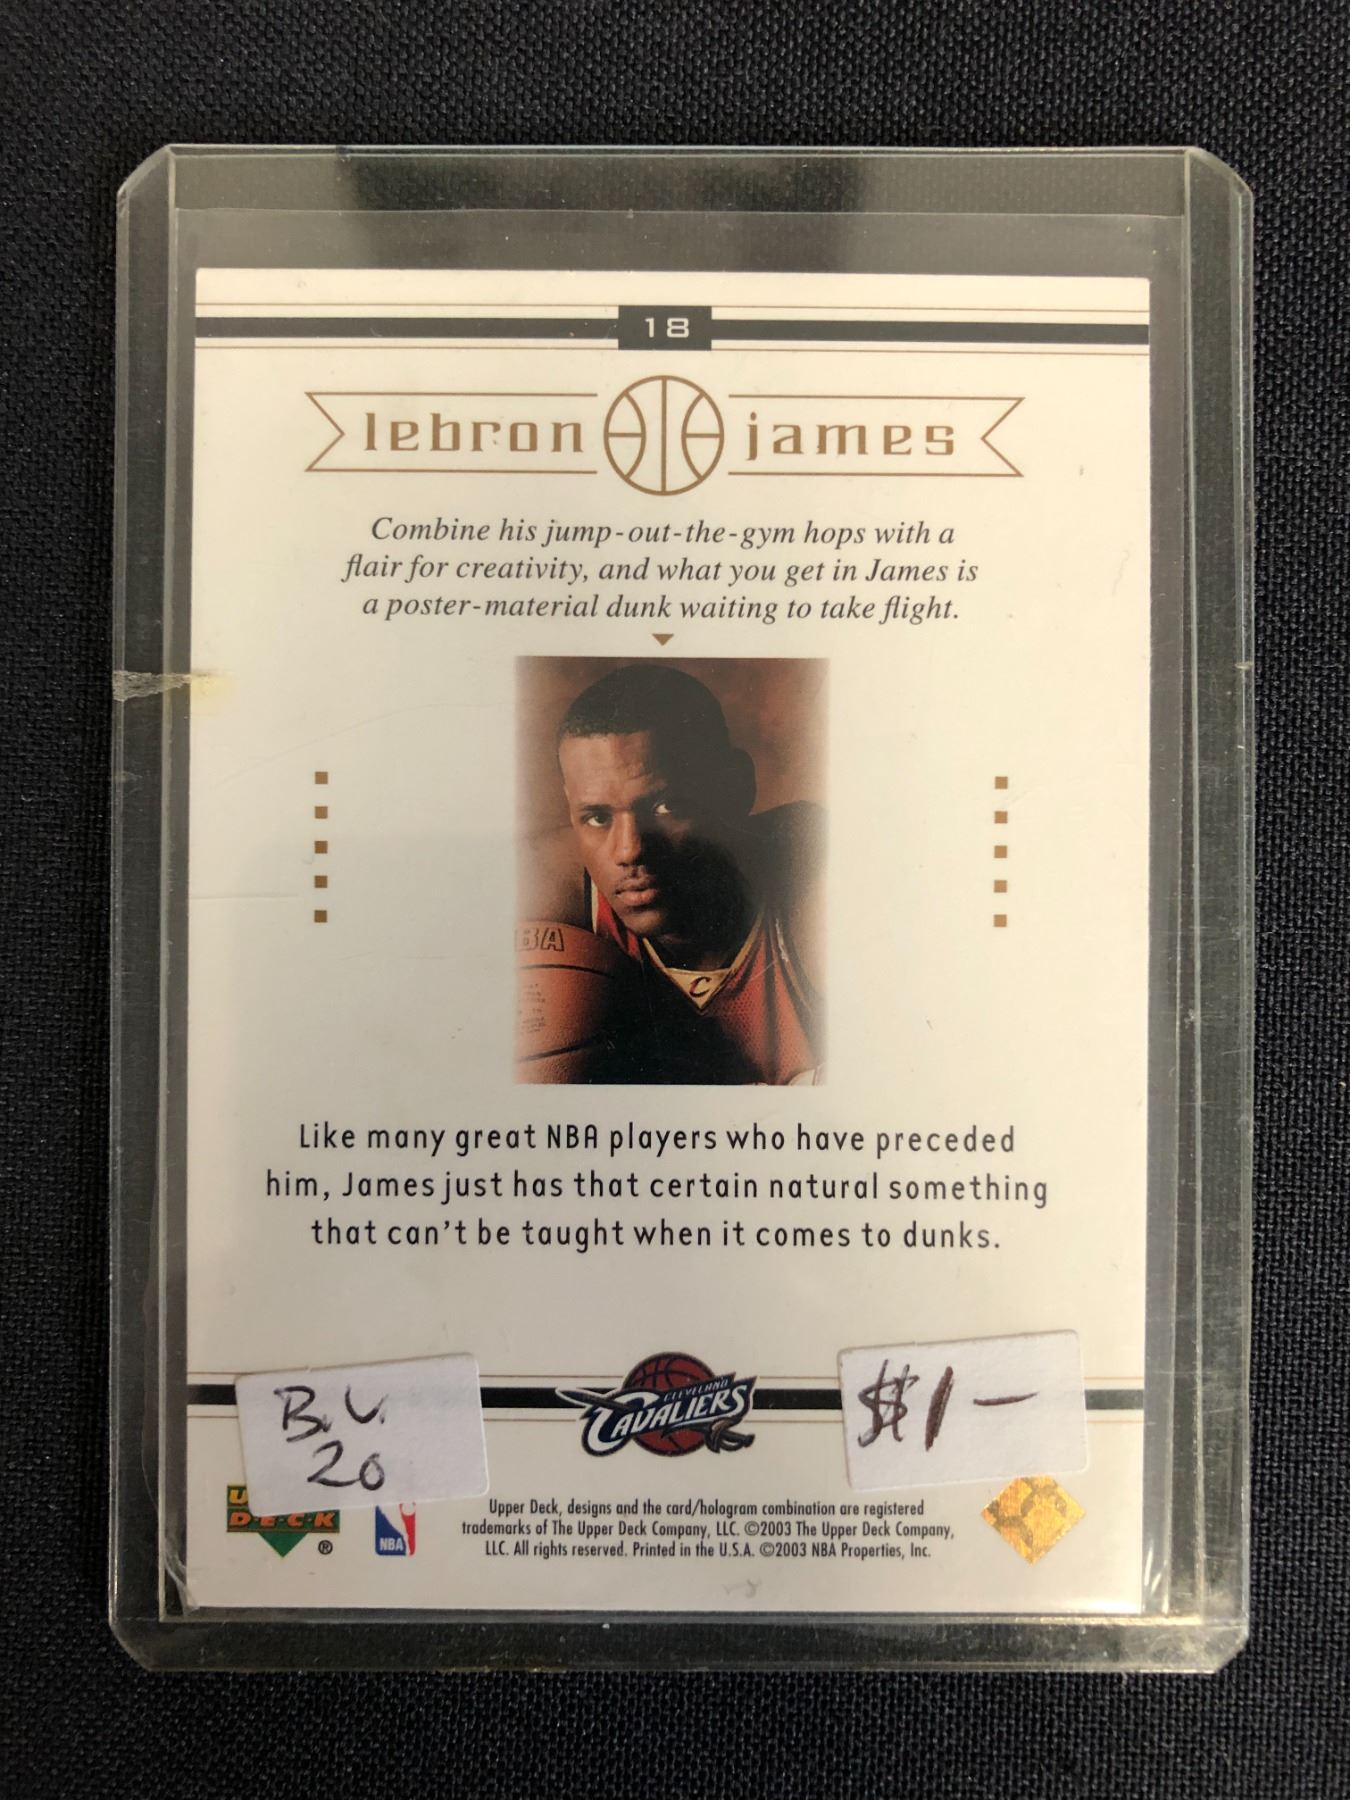 18
lebron james
Combine his jump-out-the-gym hops with a
flair for creativity, and what you get in James is
a poster-material dunk waiting to take flight.
BA
C
Like many great NBA players who have preceded
him, James just has that certain natural something
that can't be taught when it comes to dunks.
B.V.
20
CLEVELAND
CAVALIERS
$1-
U
D·E·C·K
®
NBA
Upper Deck, designs and the card/hologram combination are registered
trademarks of The Upper Deck Company, LLC. ©2003 The Upper Deck Company,
LLC. All rights reserved. Printed in the U.S.A. ©2003 NBA Properties, Inc.